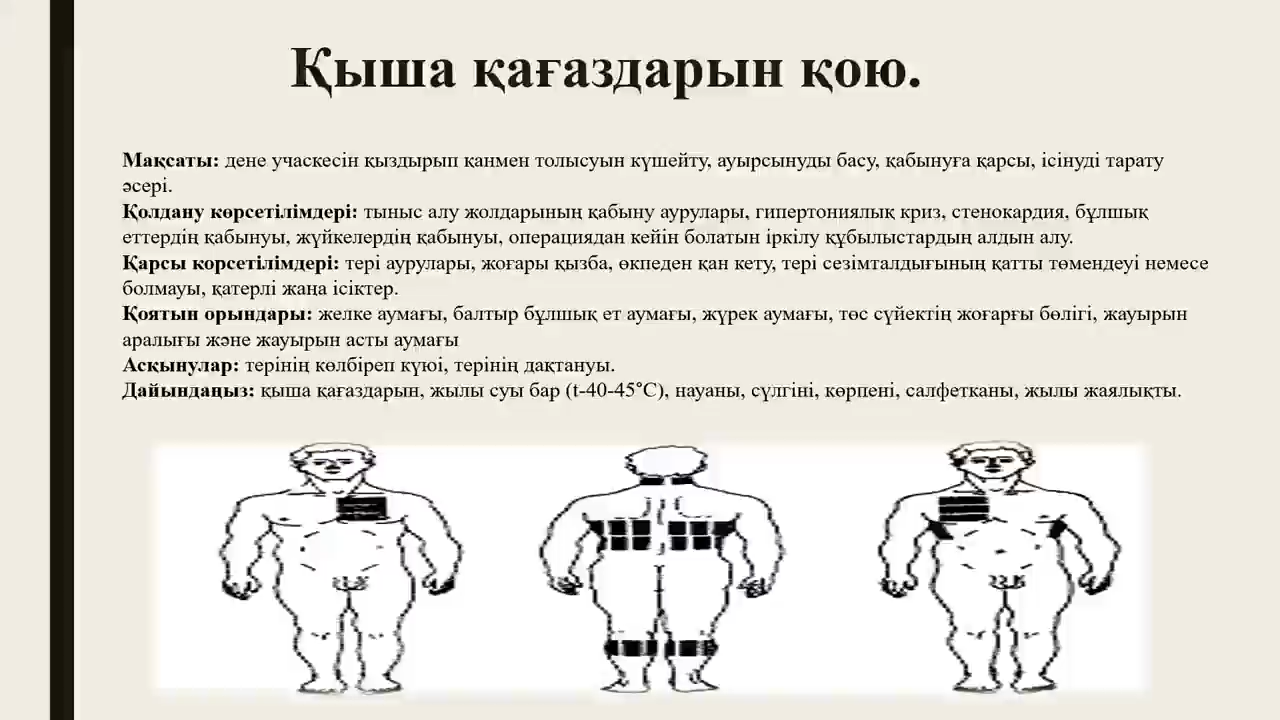 Қыша қағаздарын қою.
Мақсаты: дене учаскесін қыздырып қанмен толысуын күшейту, ауырсынуды басу, қабынуға қарсы, ісінуді тарату
әсері.
Қолдану көрсетілімдері: тыныс алу жолдарының қабыну аурулары, гипертониялық криз, стенокардия, бұлшық
еттердің қабынуы, жүйкелердің қабынуы, операциядан кейін болатын іркілу құбылыстардың алдын алу.
Қарсы корсетілімдері: тері аурулары, жоғары қызба, өкпеден қан кету, тері сезімталдығының қатты төмендеуі немесе
болмауы, қатерлі жаңа ісіктер.
Қоятын орындары: желке аумағы, балтыр бұлшық ет аумағы, жүрек аумағы, төс сүйектің жоғарғы бөлігі, жауырын
аралығы және жауырын асты аумағы
Асқынулар: терінің көлбіреп күюі, терінің дақтануы.
Дайындаңыз: қыша қағаздарын, жылы суы бар (t-40-45°C), науаны, сүлгіні, көрпені, салфетканы, жылы жаялықты.